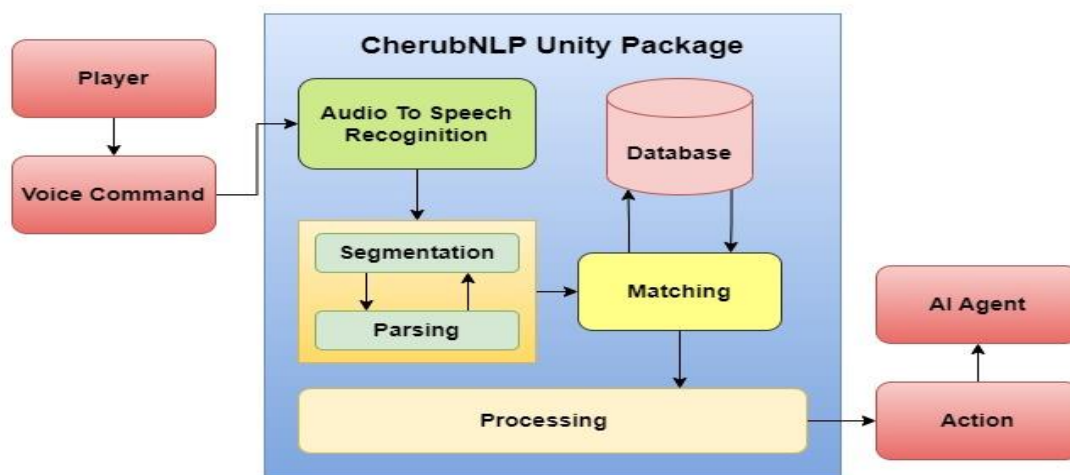 CherubNLP Unity Package
Player
Voice Command
Audio To Speech
Recoginition
Database
Segmentation
Parsing
Matching
Processing
AI Agent
Action